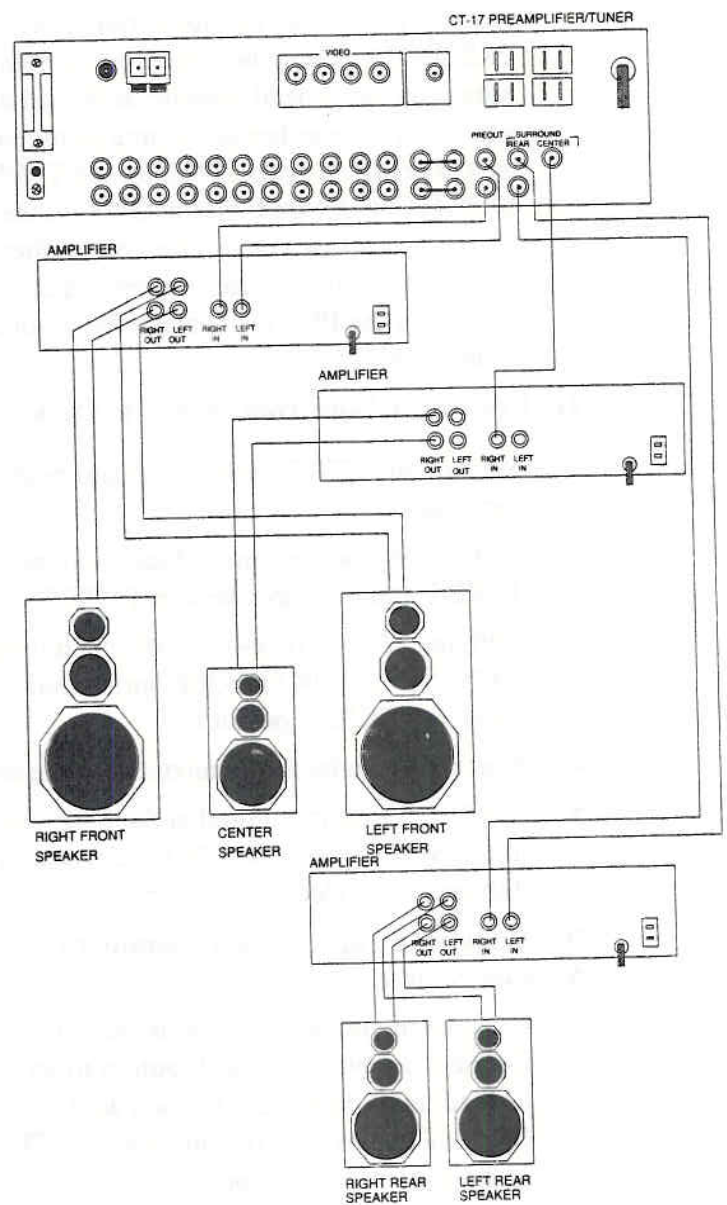 CT-17 PREAMPLIFIER/TUNER
VIDEO
PREOUT SURROUND
REAR CENTER
AMPLIFIER
RIGHT LEFT RIGHT LEFT
OUT OUT IN IN
AMPLIFIER
RIGHT LEFT RIGHT LEFT
OUT OUT IN IN
RIGHT FRONT
SPEAKER
CENTER
SPEAKER
LEFT FRONT
SPEAKER
AMPLIFIER
RIGHT LEFT RIGHT LEFT
OUT OUT IN IN
RIGHT REAR
SPEAKER
LEFT REAR
SPEAKER